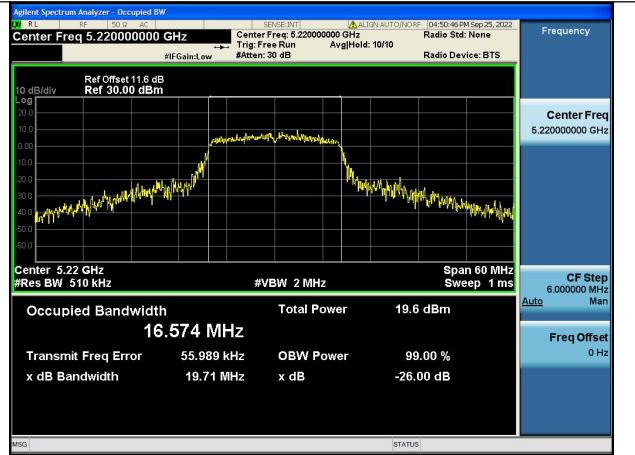 Agilent Spectrum Analyzer - Occupied BW
RL RF 50 Ω AC SENSE:INT ALIGN AUTO/NO RF 04:50:46 PM Sep 25, 2022
Center Freq 5.220000000 GHz
Center Freq: 5.220000000 GHz Radio Std: None
Trig: Free Run Avg|Hold: 10/10
#IFGain:Low #Atten: 30 dB Radio Device: BTS
Ref Offset 11.6 dB
10 dB/div Ref 30.00 dBm
Log
20.0
10.0
0.00
-10.0
-20.0
-30.0
-40.0
-50.0
-60.0
Center 5.22 GHz Span 60 MHz
#Res BW 510 kHz #VBW 2 MHz Sweep 1 ms
Occupied Bandwidth Total Power 19.6 dBm
16.574 MHz
Transmit Freq Error 55.989 kHz OBW Power 99.00 %
x dB Bandwidth 19.71 MHz x dB -26.00 dB
Frequency
Center Freq
5.220000000 GHz
CF Step
6.000000 MHz
Auto Man
Freq Offset
0 Hz
MSG STATUS